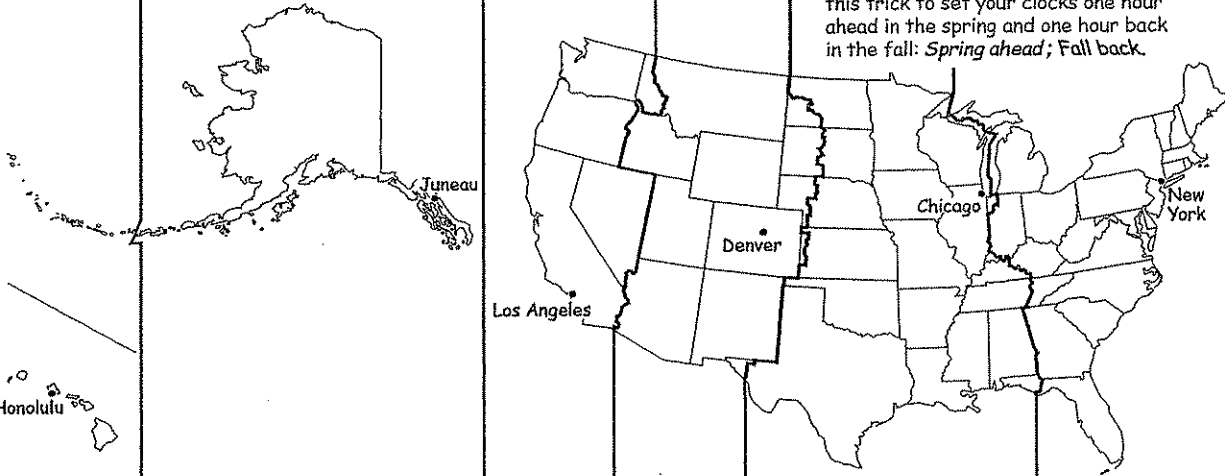 this trick to set your clocks one hour
ahead in the spring and one hour back
in the fall: Spring ahead; Fall back.
Juneau
Chicago
New
York
Denver
Los Angeles
Honolulu